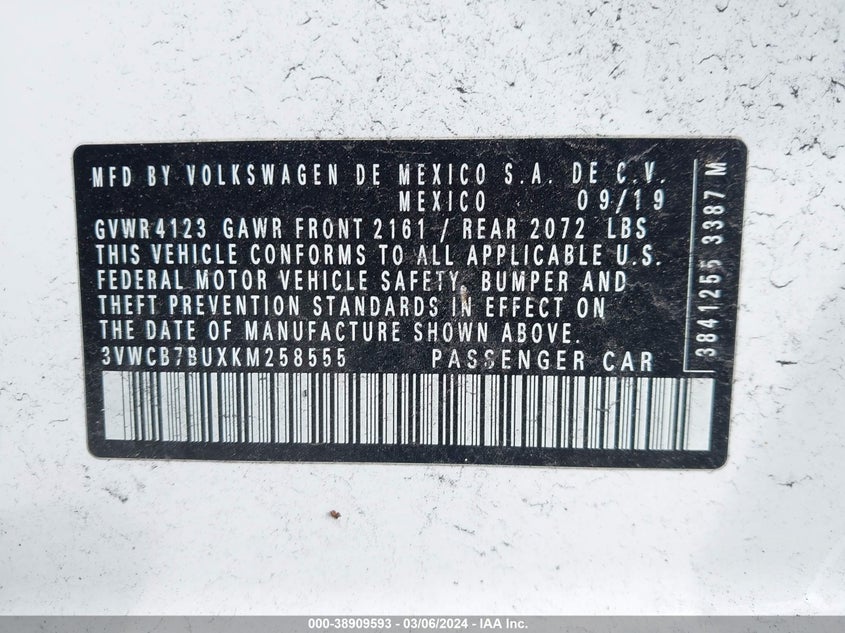 MFD BY VOLKSWAGEN DE MEXICO S.A. DE C.V.
MEXICO 09/19
GVWR 4123 GAWR FRONT 2161 / REAR 2072 LBS
THIS VEHICLE CONFORMS TO ALL APPLICABLE U.S.
FEDERAL MOTOR VEHICLE SAFETY, BUMPER AND
THEFT PREVENTION STANDARDS IN EFFECT ON
THE DATE OF MANUFACTURE SHOWN ABOVE.
3VWCB7BUXKM258555 PASSENGER CAR
3841255 3387 M
000-38909593 — 03/06/2024 — IAA Inc.